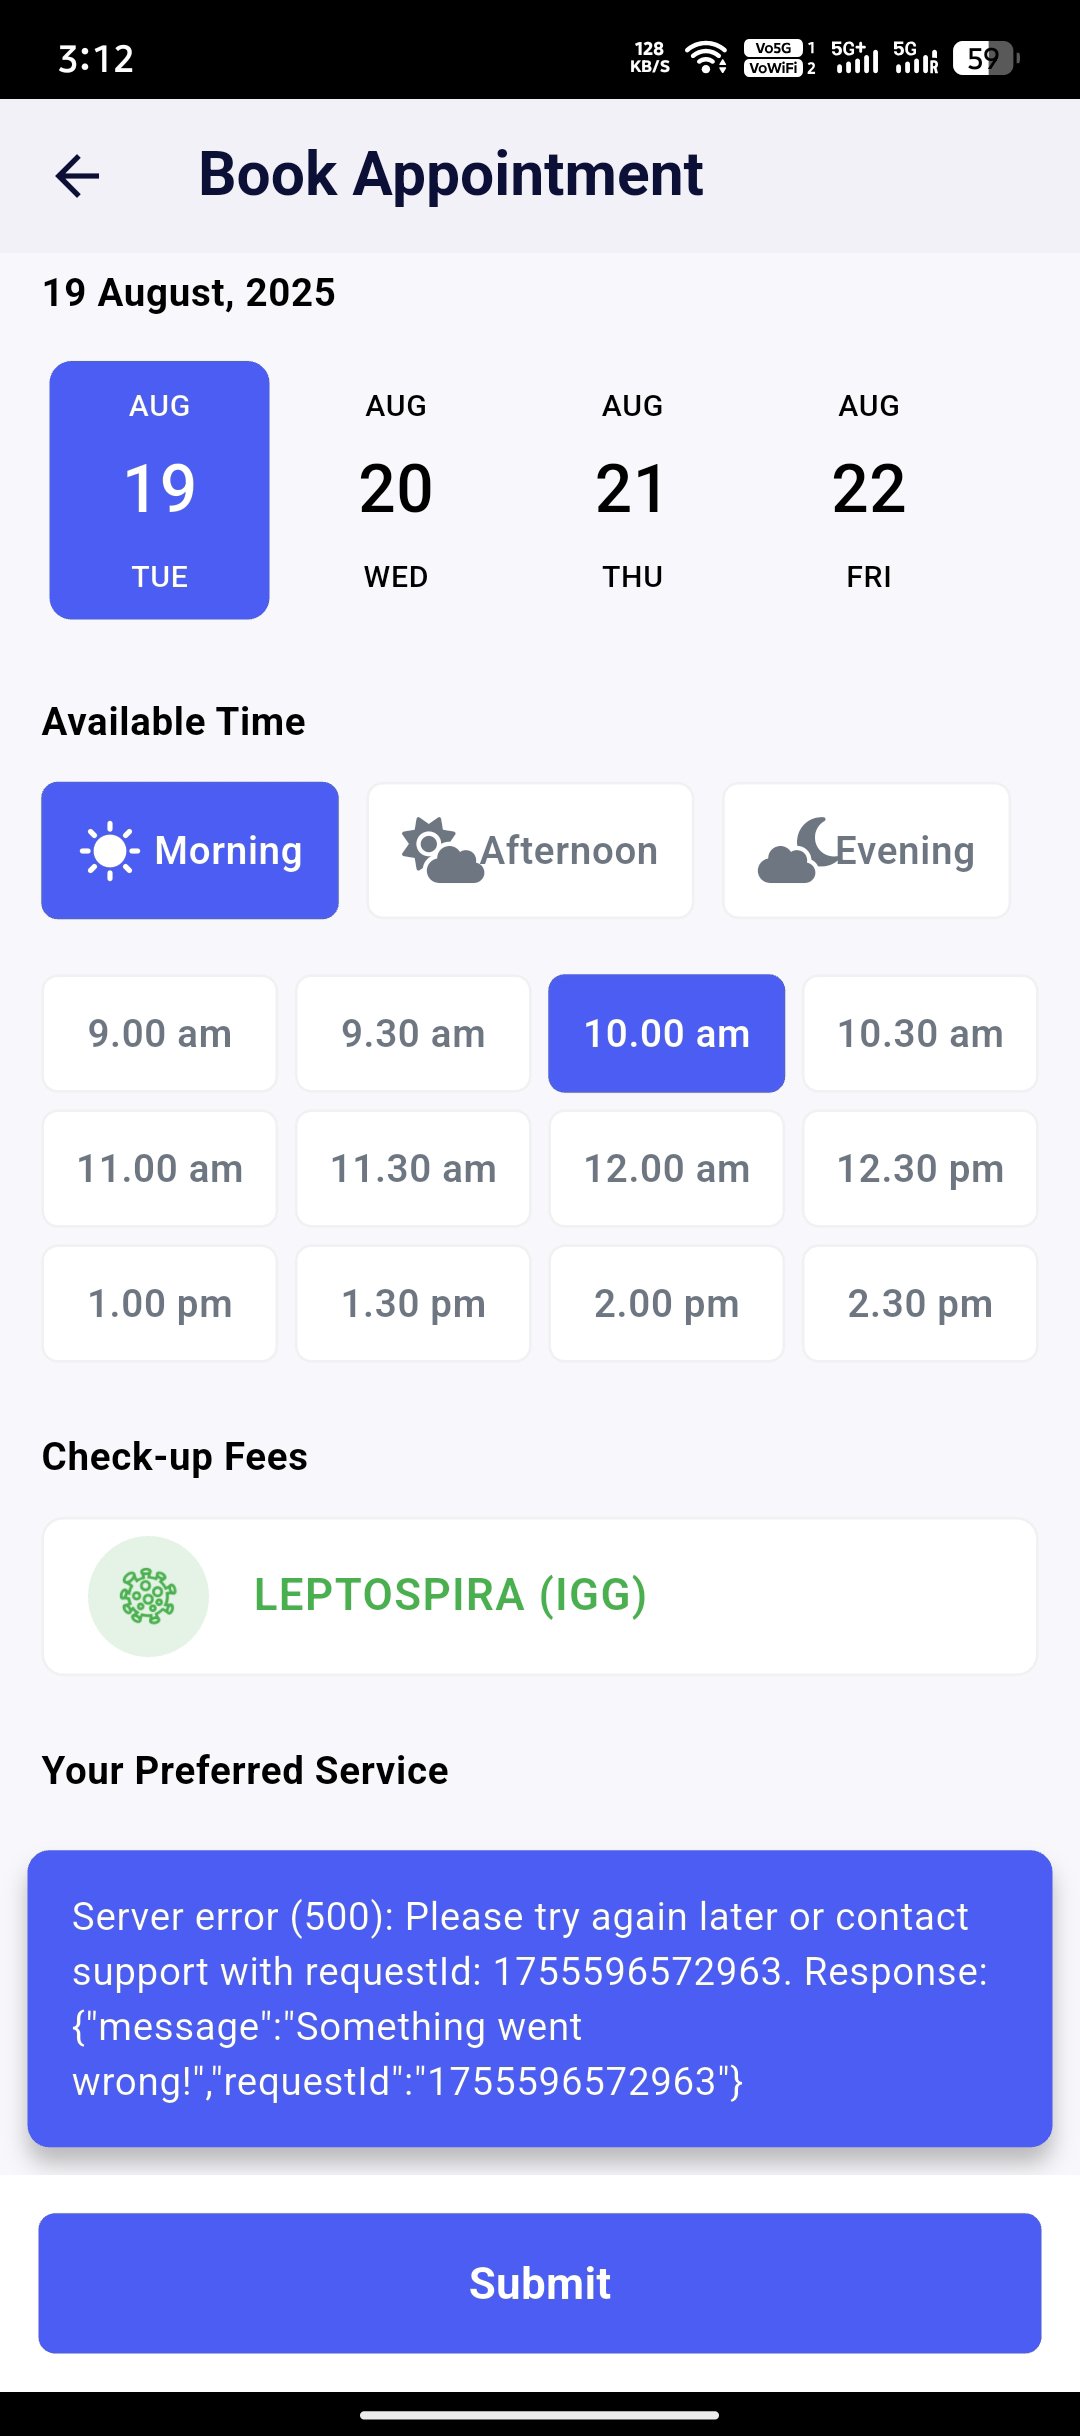 3:12
128 KB/S
Vo5G 1
VoWiFi 2
5G+
5G
R
59
Book Appointment
19 August, 2025
AUG AUG AUG AUG
19 20 21 22
TUE WED THU FRI
Available Time
Morning Afternoon Evening
9.00 am 9.30 am 10.00 am 10.30 am
11.00 am 11.30 am 12.00 am 12.30 pm
1.00 pm 1.30 pm 2.00 pm 2.30 pm
Check-up Fees
LEPTOSPIRA (IGG)
Your Preferred Service
Server error (500): Please try again later or contact
support with requestId: 1755596572963. Response:
{"message":"Something went
wrong!","requestId":"1755596572963"}
Submit